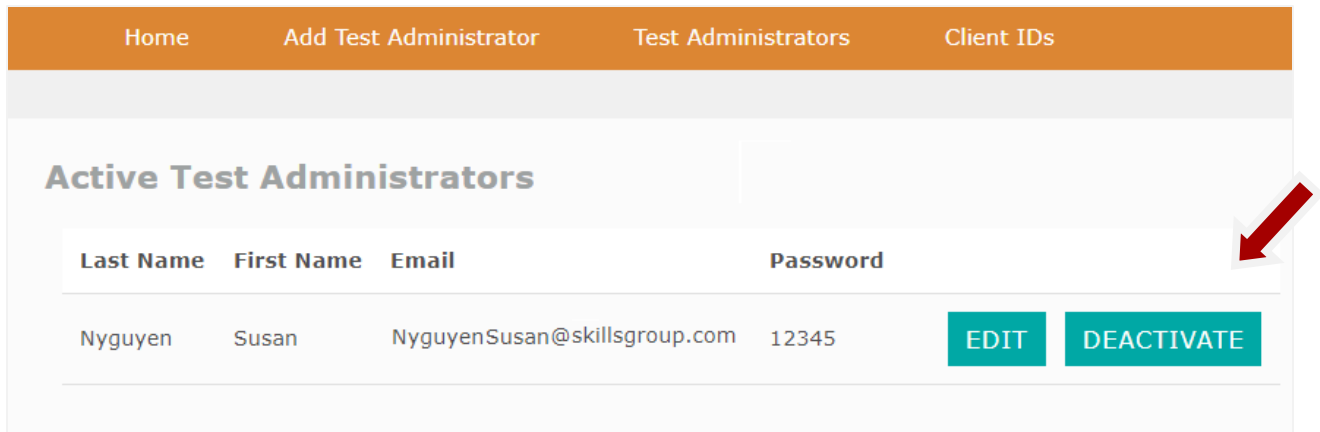 Home Add Test Administrator Test Administrators Client IDs
Active Test Administrators
Last Name First Name Email Password
Nyguyen Susan NyguyenSusan@skillsgroup.com 12345 EDIT DEACTIVATE